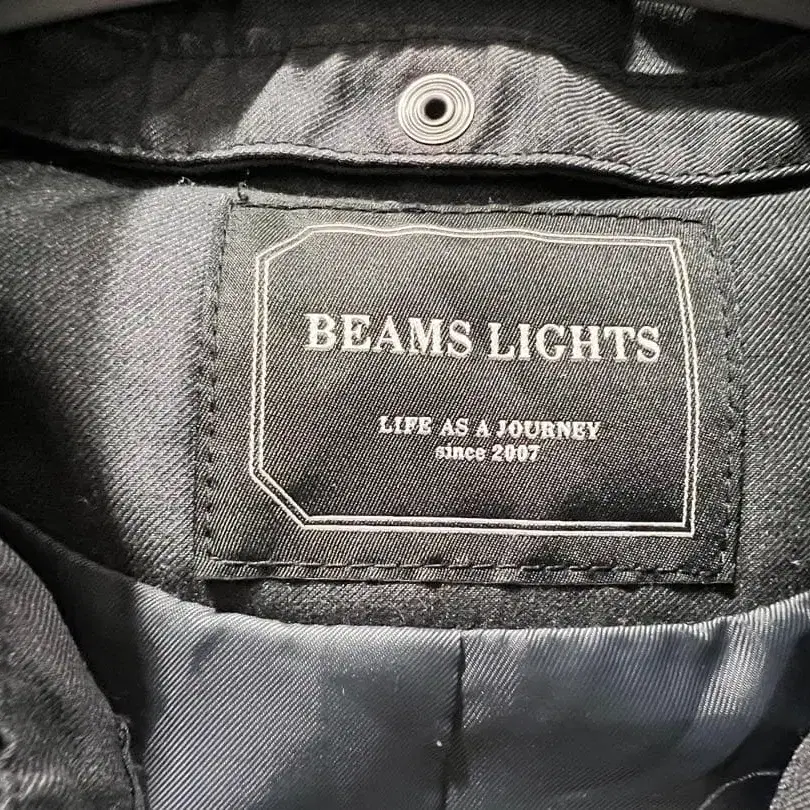 BEAMS LIGHTS
LIFE AS A JOURNEY
since 2007